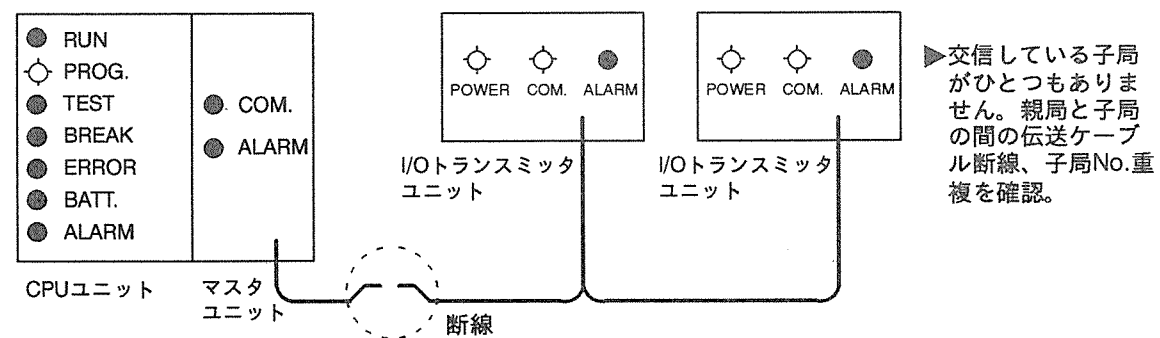 RUN
PROG.
TEST
BREAK
ERROR
BATT.
ALARM
COM.
ALARM
CPUユニット
マスタ
ユニット
断線
POWER COM. ALARM
I/Oトランスミッタ
ユニット
POWER COM. ALARM
I/Oトランスミッタ
ユニット
▶交信している子局
がひとつもありま
せん。親局と子局
の間の伝送ケーブ
ル断線、子局No.重
複を確認。